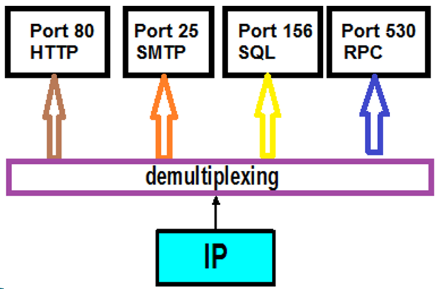 Port 80
HTTP
Port 25
SMTP
Port 156
SQL
Port 530
RPC
demultiplexing
IP